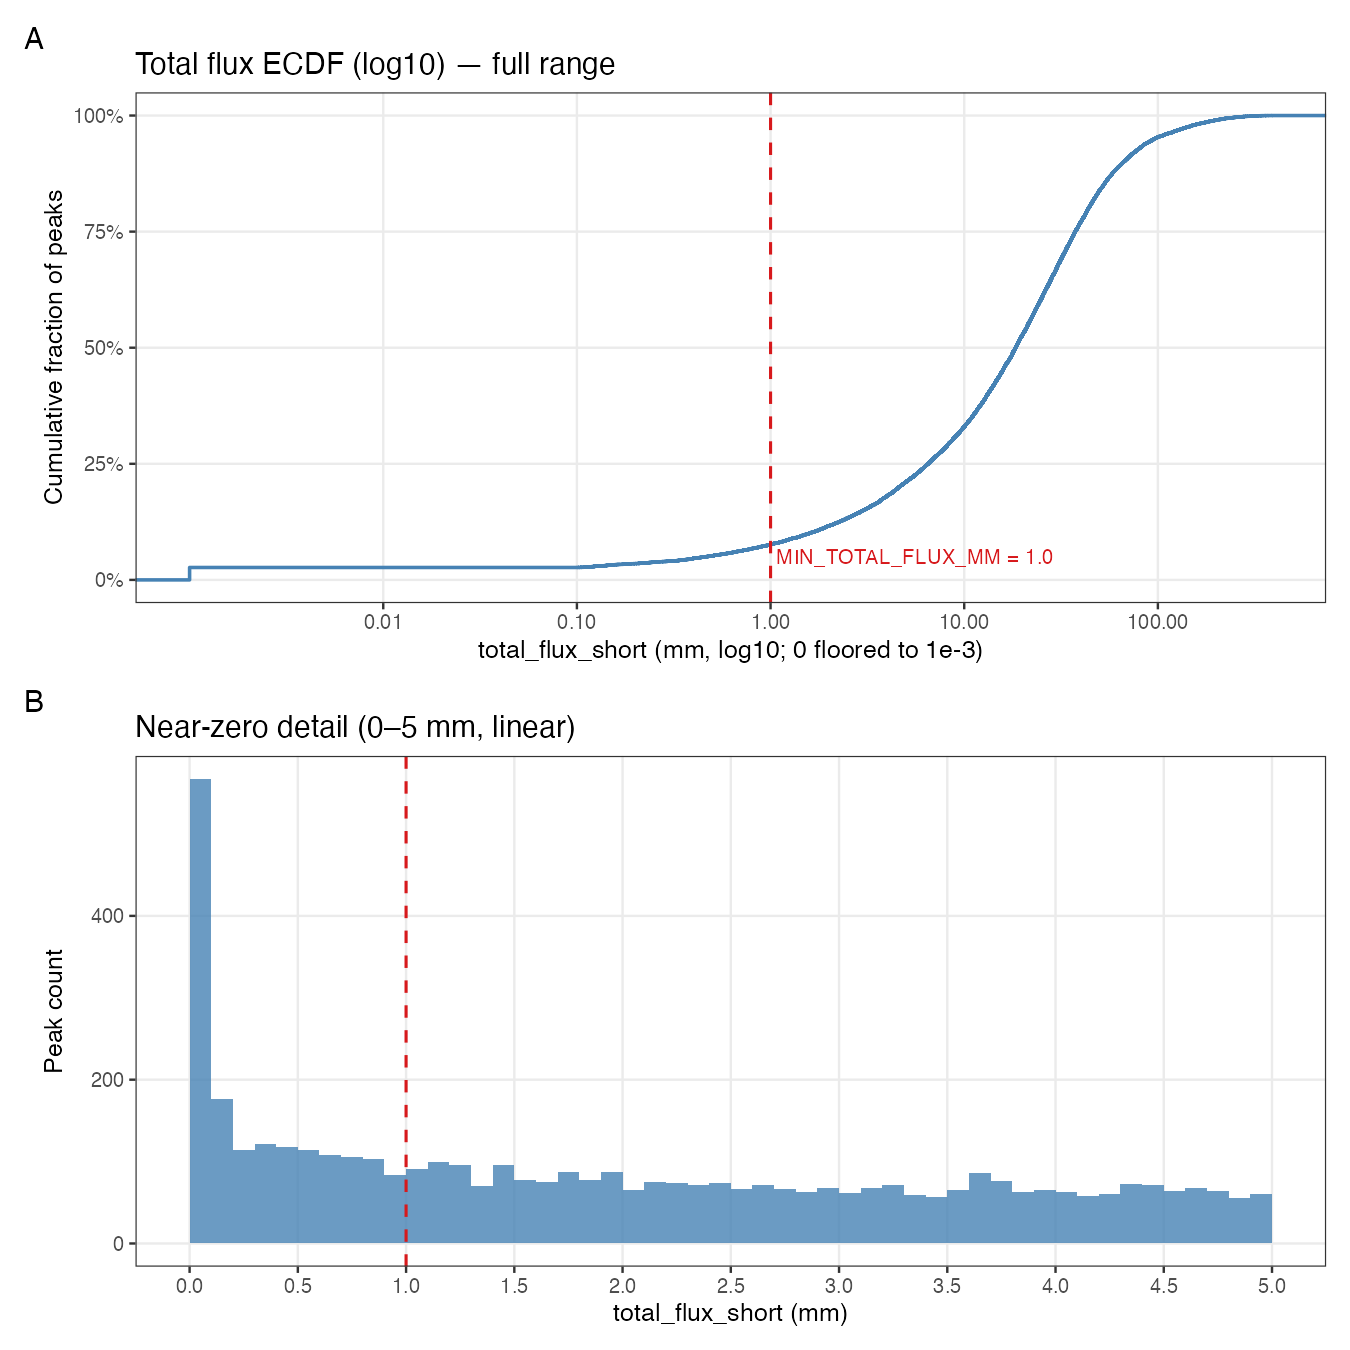 A
Total flux ECDF (log10) — full range
100%
75%
50%
25%
0%
Cumulative fraction of peaks
MIN_TOTAL_FLUX_MM = 1.0
0.01 0.10 1.00 10.00 100.00
total_flux_short (mm, log10; 0 floored to 1e-3)
B
Near-zero detail (0–5 mm, linear)
400
200
0
Peak count
0.0 0.5 1.0 1.5 2.0 2.5 3.0 3.5 4.0 4.5 5.0
total_flux_short (mm)